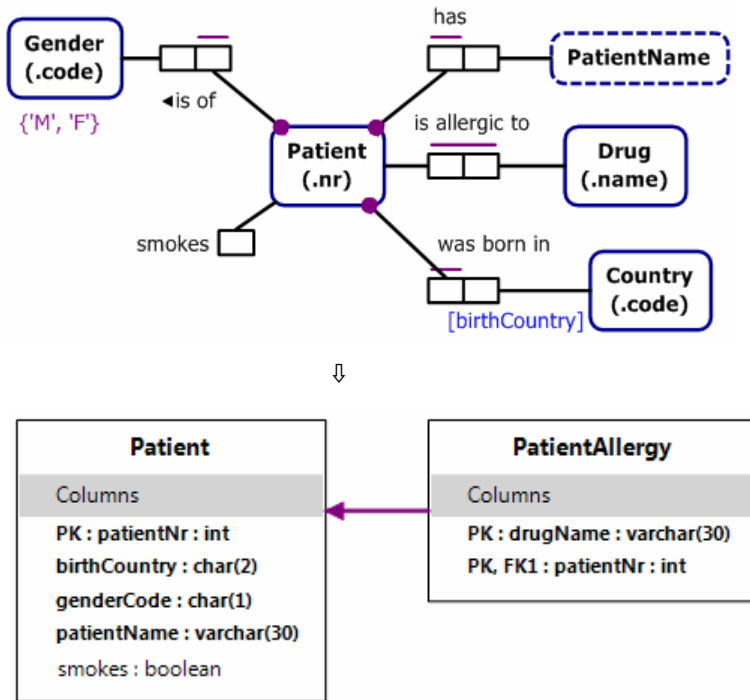 has
Gender
(.code)
PatientName
◄is of
{'M', 'F'}
is allergic to
Patient
(.nr)
Drug
(.name)
smokes
was born in
Country
(.code)
[birthCountry]
⇩
Patient
Columns
PK : patientNr : int
birthCountry : char(2)
genderCode : char(1)
patientName : varchar(30)
smokes : boolean
PatientAllergy
Columns
PK : drugName : varchar(30)
PK, FK1 : patientNr : int